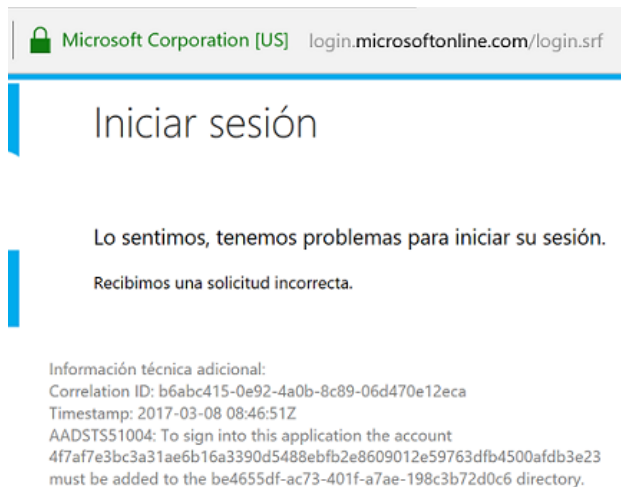 Microsoft Corporation [US] login.microsoftonline.com/login.srf
Iniciar sesión
Lo sentimos, tenemos problemas para iniciar su sesión.
Recibimos una solicitud incorrecta.
Información técnica adicional:
Correlation ID: b6abc415-0e92-4a0b-8c89-06d470e12eca
Timestamp: 2017-03-08 08:46:51Z
AADSTS51004: To sign into this application the account
4f7af7e3bc3a31ae6b16a3390d5488ebfb2e8609012e59763dfb4500afdb3e23
must be added to the be4655df-ac73-401f-a7ae-198c3b72d0c6 directory.